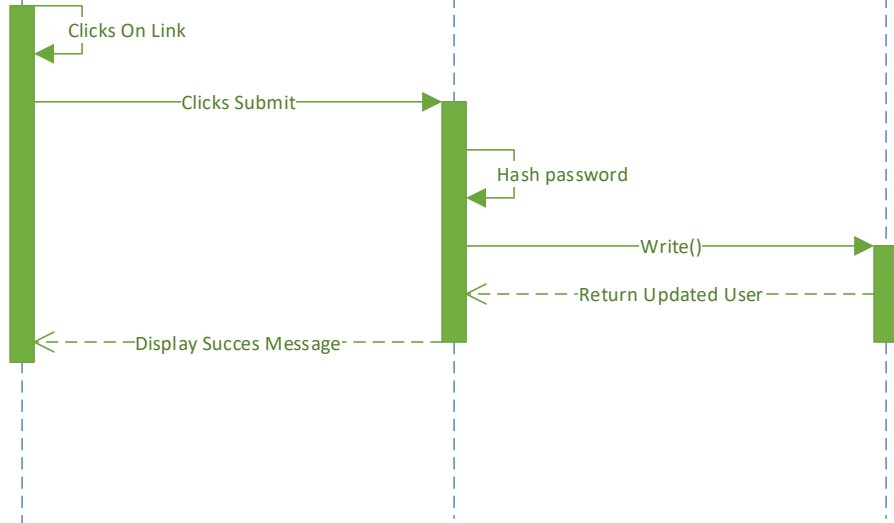 Clicks On Link
Clicks Submit
Hash password
Write()
Return Updated User
Display Succes Message